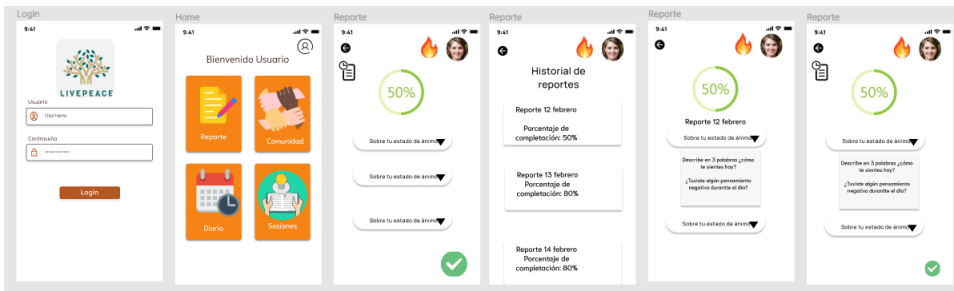 Login
9:41
LIVEPEACE
Usuario
Username
Contraseña
Login
Home
9:41
Bienvenido Usuario
Reporte
Comunidad
Diario
Sesiones
Reporte
9:41
50%
Sobre tu estado de ánimo
Sobre tu estado de ánimo
Sobre tu estado de ánimo
Reporte
9:41
Historial de
reportes
Reporte 12 febrero
Porcentaje de
completación: 50%
Reporte 13 febrero
Porcentaje de
completación: 80%
Reporte 14 febrero
Porcentaje de
completación: 80%
Reporte
9:41
50%
Reporte 12 febrero
Sobre tu estado de ánimo
Describe en 3 palabras ¿cómo
te sientes hoy?
¿Tuviste algún pensamiento
negativo durante el día?
Sobre tu estado de ánimo
Reporte
9:41
50%
Sobre tu estado de ánimo
Describe en 3 palabras ¿cómo
te sientes hoy?
¿Tuviste algún pensamiento
negativo durante el día?
Sobre tu estado de ánimo